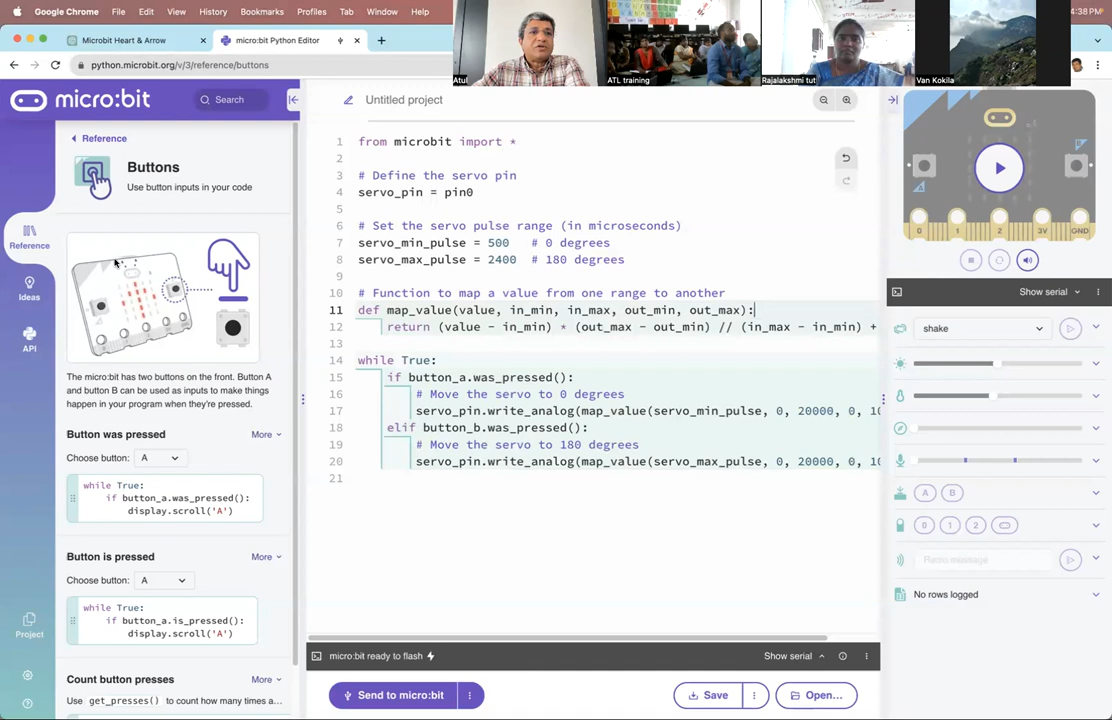 Google Chrome File Edit View History Bookmarks Profiles Tab Window Help
4:38 PM
Microbit Heart & Arrow
micro:bit Python Editor
python.microbit.org/v/3/reference/buttons
Atul
ATL training
Rajalakshmi tut
Van Kokila
micro:bit
Search
Untitled project
Reference
Buttons
Use button inputs in your code
Reference
Ideas
API
Project
The micro:bit has two buttons on the front. Button A
and button B can be used as inputs to make things
happen in your program when they're pressed.
Button was pressed More
Choose button: A
while True:
if button_a.was_pressed():
display.scroll('A')
Button is pressed More
Choose button: A
while True:
if button_a.is_pressed():
display.scroll('A')
Count button presses More
Use get_presses() to count how many times a...
1 from microbit import *
2
3 # Define the servo pin
4 servo_pin = pin0
5
6 # Set the servo pulse range (in microseconds)
7 servo_min_pulse = 500 # 0 degrees
8 servo_max_pulse = 2400 # 180 degrees
9
10 # Function to map a value from one range to another
11 def map_value(value, in_min, in_max, out_min, out_max):
12 return (value - in_min) * (out_max - out_min) // (in_max - in_min) +
13
14 while True:
15 if button_a.was_pressed():
16 # Move the servo to 0 degrees
17 servo_pin.write_analog(map_value(servo_min_pulse, 0, 20000, 0, 10
18 elif button_b.was_pressed():
19 # Move the servo to 180 degrees
20 servo_pin.write_analog(map_value(servo_max_pulse, 0, 20000, 0, 10
21
micro:bit ready to flash
Show serial
Send to micro:bit
Save
Open...
0 1 2 3V GND
Show serial
shake
A B
0 1 2
No rows logged